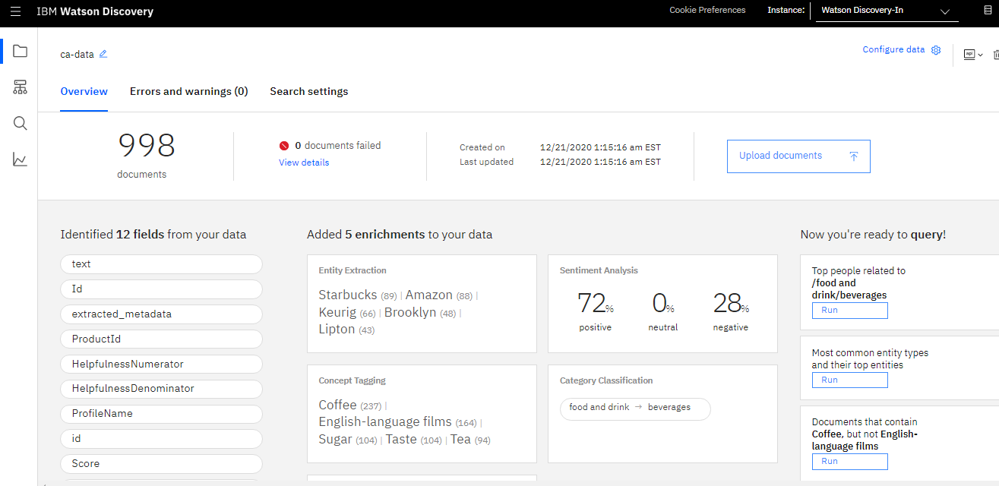 IBM Watson Discovery
Cookie Preferences
Instance:
Watson Discovery-In
ca-data
Configure data
api
Overview
Errors and warnings (0)
Search settings
998
documents
0 documents failed
View details
Created on 12/21/2020 1:15:16 am EST
Last updated 12/21/2020 1:15:16 am EST
Upload documents
Identified 12 fields from your data
text
Id
extracted_metadata
ProductId
HelpfulnessNumerator
HelpfulnessDenominator
ProfileName
id
Score
Added 5 enrichments to your data
Entity Extraction
Starbucks (89) | Amazon (88) |
Keurig (66) | Brooklyn (48) |
Lipton (43)
Sentiment Analysis
72% 0% 28%
positive neutral negative
Concept Tagging
Coffee (237) |
English-language films (164) |
Sugar (104) | Taste (104) | Tea (94)
Category Classification
food and drink → beverages
Now you're ready to query!
Top people related to
/food and
drink/beverages
Run
Most common entity types
and their top entities
Run
Documents that contain
Coffee, but not English-
language films
Run